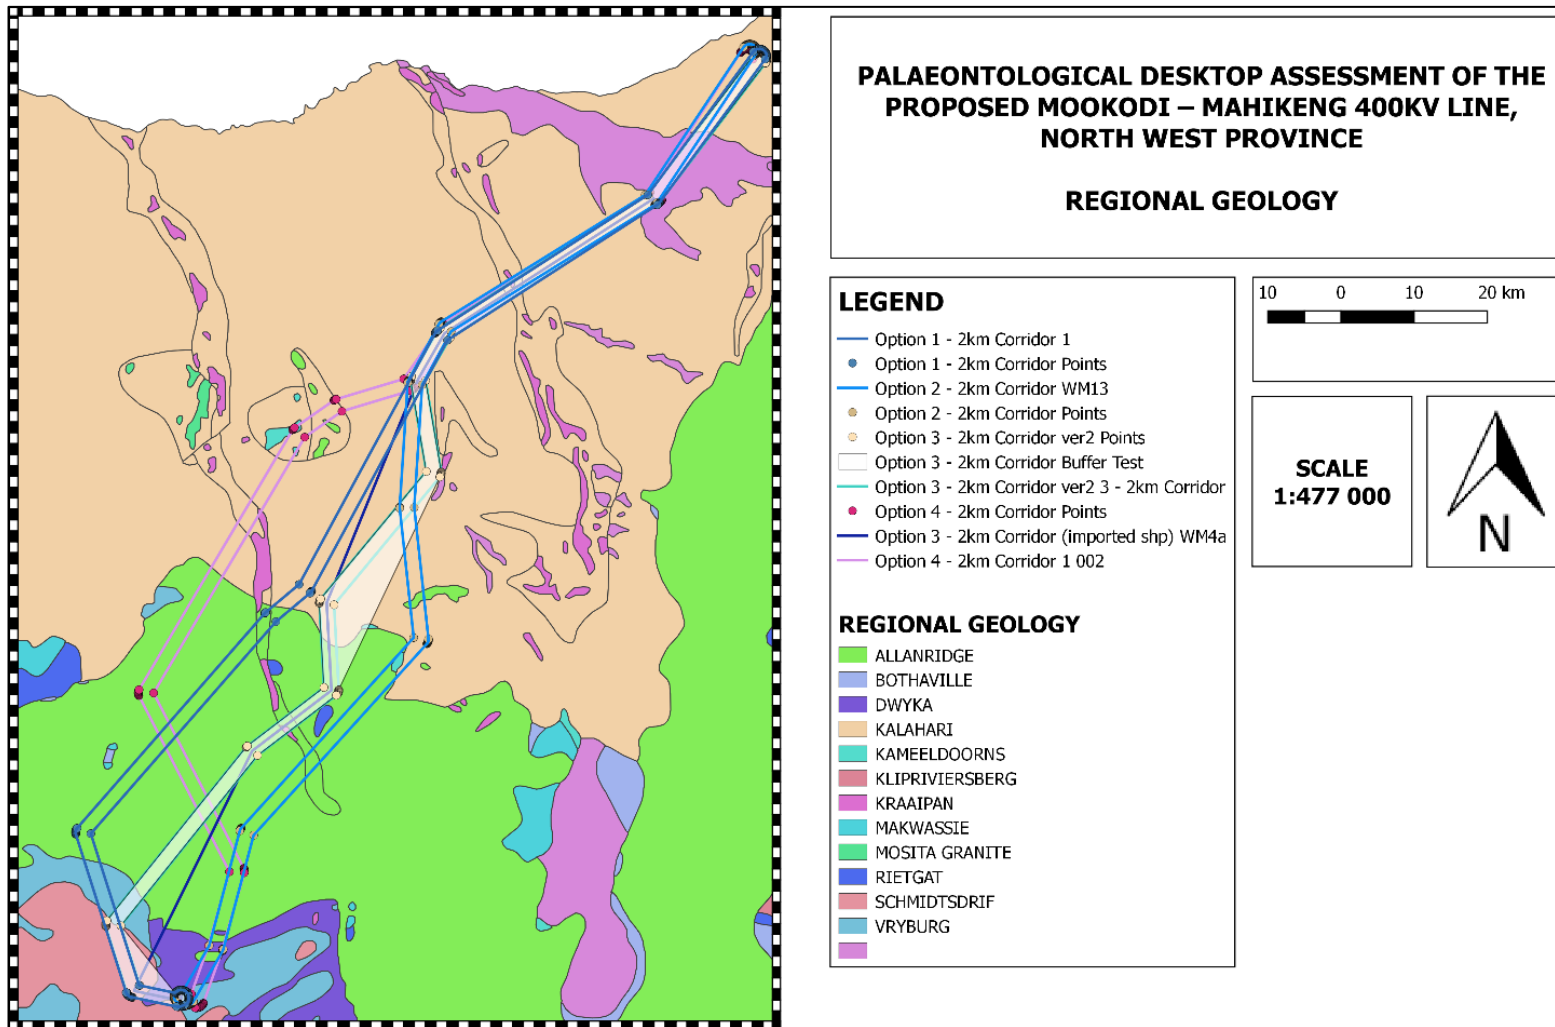 PALAEONTOLOGICAL DESKTOP ASSESSMENT OF THE
PROPOSED MOOKODI – MAHIKENG 400KV LINE,
NORTH WEST PROVINCE
REGIONAL GEOLOGY
LEGEND
Option 1 - 2km Corridor 1
Option 1 - 2km Corridor Points
Option 2 - 2km Corridor WM13
Option 2 - 2km Corridor Points
Option 3 - 2km Corridor ver2 Points
Option 3 - 2km Corridor Buffer Test
Option 3 - 2km Corridor ver2 3 - 2km Corridor
Option 4 - 2km Corridor Points
Option 3 - 2km Corridor (imported shp) WM4a
Option 4 - 2km Corridor 1 002
REGIONAL GEOLOGY
ALLANRIDGE
BOTHAVILLE
DWYKA
KALAHARI
KAMEELDOORNS
KLIPRIVIERSBERG
KRAAIPAN
MAKWASSIE
MOSITA GRANITE
RIETGAT
SCHMIDTSDRIF
VRYBURG
10 0 10 20 km
SCALE
1:477 000
N